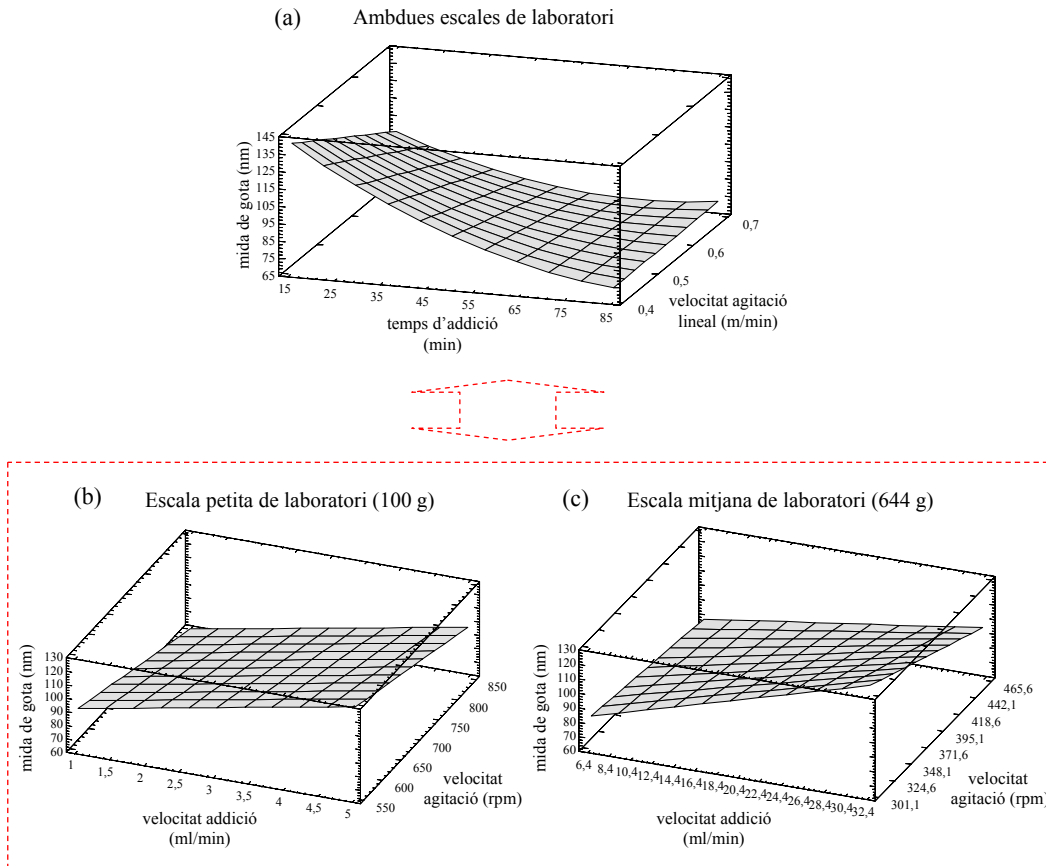 (a) Ambdues escales de laboratori
mida de gota (nm)
145
135
125
115
105
95
85
75
65
15 25 35 45 55 65 75 85
temps d’addició
(min)
0,4 0,5 0,6 0,7
velocitat agitació
lineal (m/min)
(b) Escala petita de laboratori (100 g)
mida de gota (nm)
130
120
110
100
90
80
70
60
1 1,5 2 2,5 3 3,5 4 4,5 5
velocitat addició
(ml/min)
550 600 650 700 750 800 850
velocitat
agitació (rpm)
(c) Escala mitjana de laboratori (644 g)
mida de gota (nm)
130
120
110
100
90
80
70
60
6,4 8,4 10,4 12,4 14,4 16,4 18,4 20,4 22,4 24,4 26,4 28,4 30,4 32,4
velocitat addició
(ml/min)
301,1 324,6 348,1 371,6 395,1 418,6 442,1 465,6
velocitat
agitació (rpm)